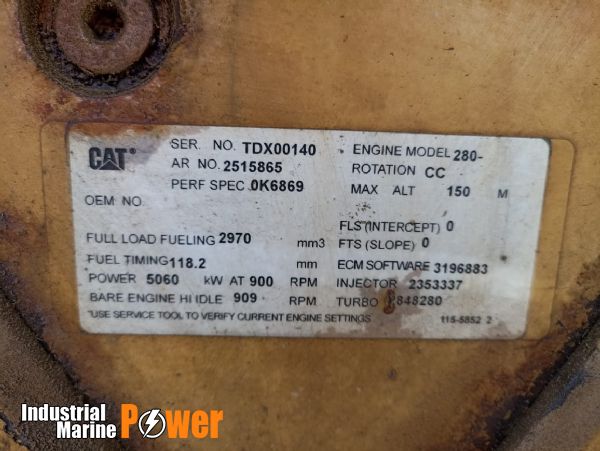 CAT®
SER. NO. TDX00140
AR NO. 2515865
PERF SPEC 0K6869
OEM NO.
ENGINE MODEL 280-
ROTATION CC
MAX ALT 150 M
FULL LOAD FUELING 2970 mm3
FUEL TIMING 118.2 mm
POWER 5060 kW AT 900 RPM
BARE ENGINE HI IDLE 909 RPM
FLS (INTERCEPT) 0
FTS (SLOPE) 0
ECM SOFTWARE 3196883
INJECTOR 2353337
TURBO 848280
*USE SERVICE TOOL TO VERIFY CURRENT ENGINE SETTINGS
115-5852 2
Industrial
Marine Power